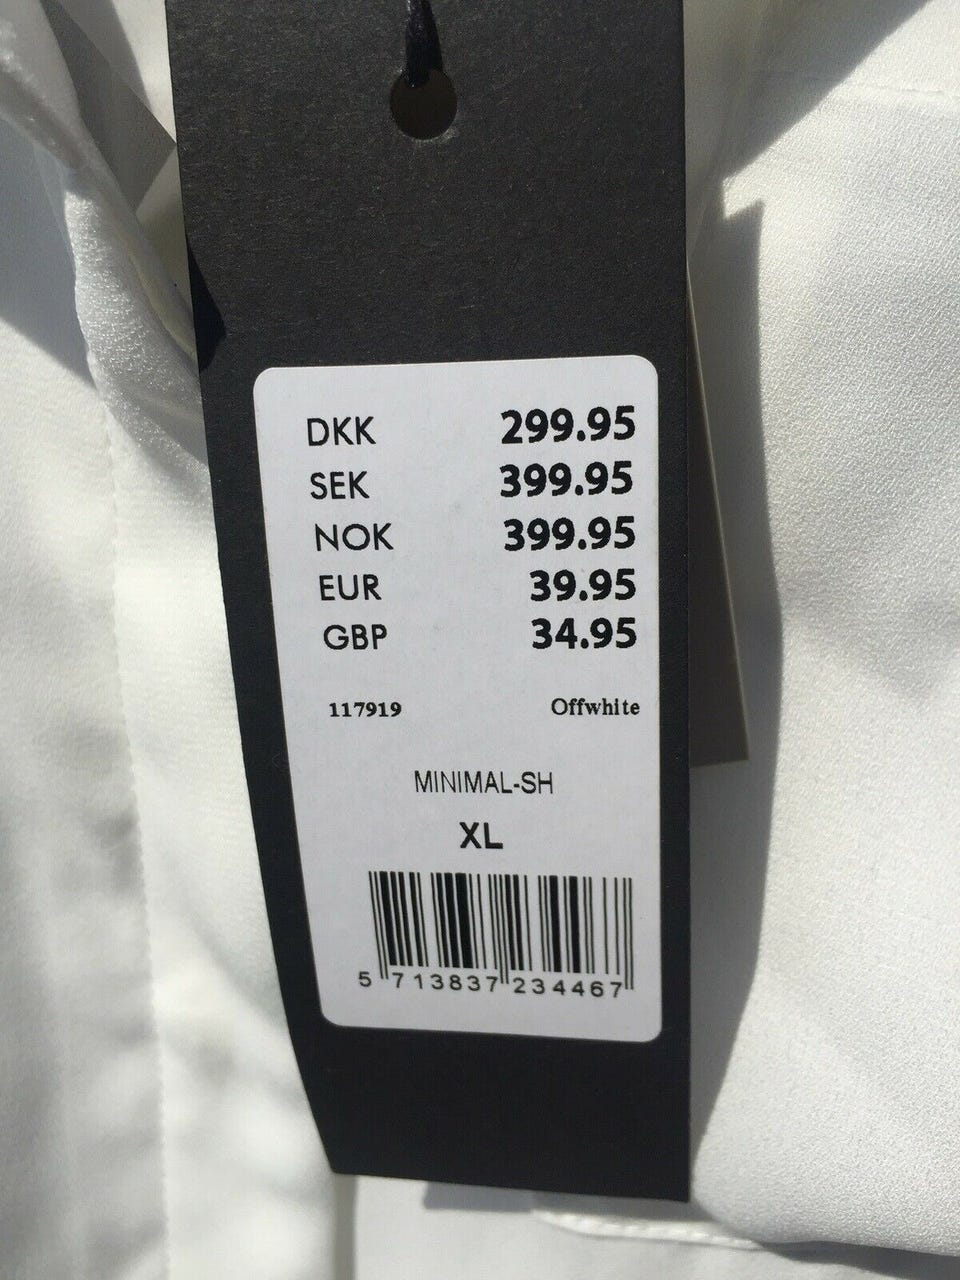 DKK 299.95
SEK 399.95
NOK 399.95
EUR 39.95
GBP 34.95
117919 Offwhite
MINIMAL-SH
XL
5 713837 234467